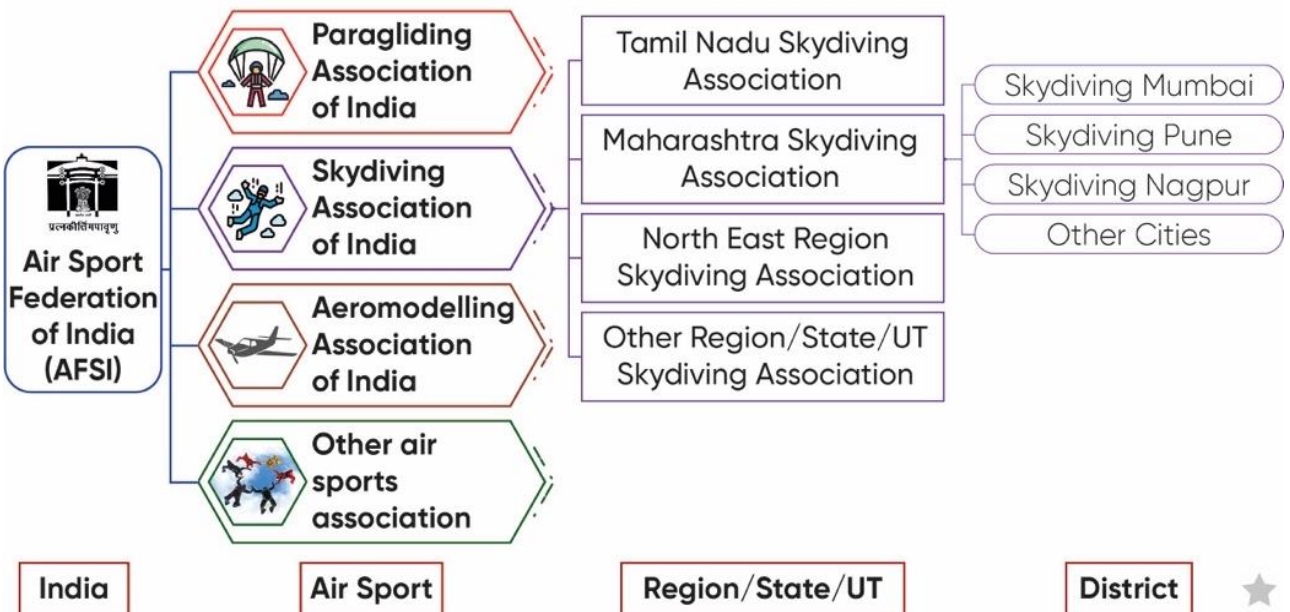 प्रत्नकीर्तिमपावृणु
Air Sport
Federation
of India
(AFSI)
Paragliding
Association
of India
Skydiving
Association
of India
Aeromodelling
Association
of India
Other air
sports
association
Tamil Nadu Skydiving
Association
Maharashtra Skydiving
Association
North East Region
Skydiving Association
Other Region/State/UT
Skydiving Association
Skydiving Mumbai
Skydiving Pune
Skydiving Nagpur
Other Cities
India
Air Sport
Region/State/UT
District